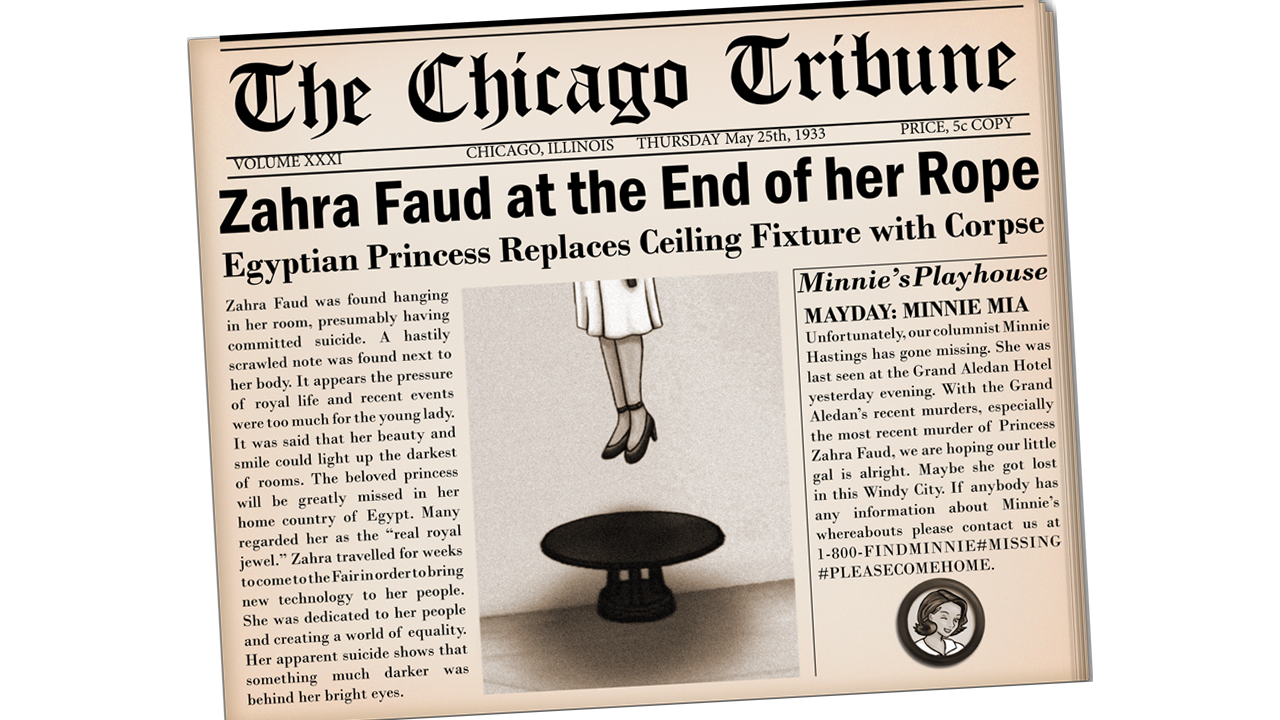 The Chicago Tribune
VOLUME XXXI
CHICAGO, ILLINOIS THURSDAY May 25th, 1933
PRICE, 5c COPY
Zahra Faud at the End of her Rope
Egyptian Princess Replaces Ceiling Fixture with Corpse
Zahra Faud was found hanging
in her room, presumably having
committed suicide. A hastily
scrawled note was found next to
her body. It appears the pressure
of royal life and recent events
were too much for the young lady.
It was said that her beauty and
smile could light up the darkest
of rooms. The beloved princess
will be greatly missed in her
home country of Egypt. Many
regarded her as the “real royal
jewel.” Zahra travelled for weeks
to come to the Fair in order to bring
new technology to her people.
She was dedicated to her people
and creating a world of equality.
Her apparent suicide shows that
something much darker was
behind her bright eyes.
Minnie's Playhouse
MAYDAY: MINNIE MIA
Unfortunately, our columnist Minnie
Hastings has gone missing. She was
last seen at the Grand Aledan Hotel
yesterday evening. With the Grand
Aledan's recent murders, especially
the most recent murder of Princess
Zahra Faud, we are hoping our little
gal is alright. Maybe she got lost
in this Windy City. If anybody has
any information about Minnie's
whereabouts please contact us at
1-800-FINDMINNIE#MISSING
#PLEASECOMEHOME.